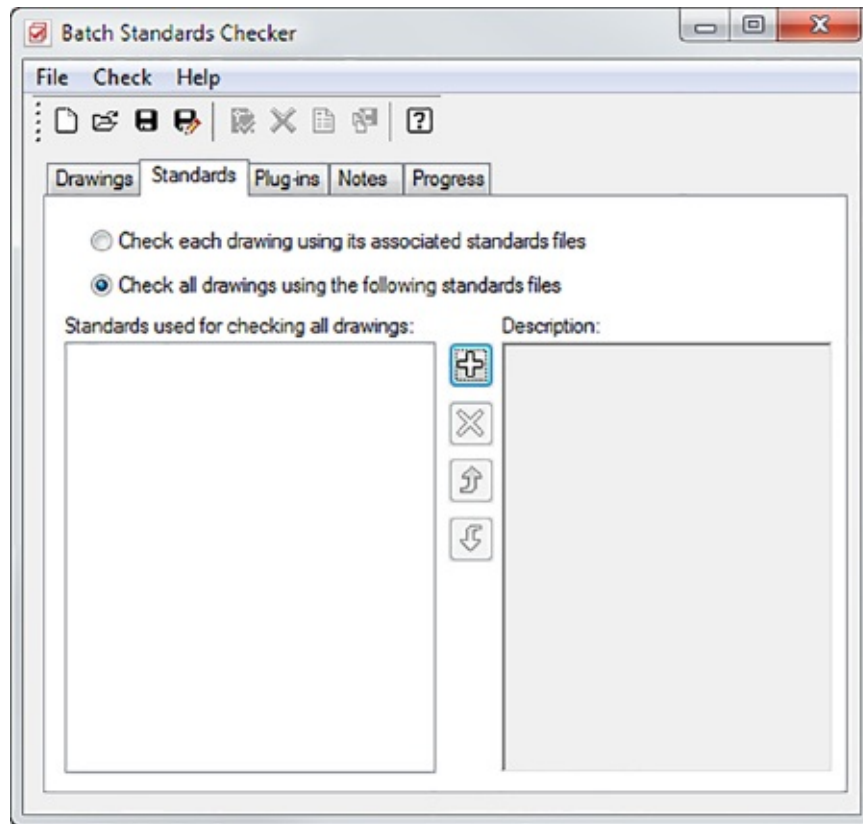 Batch Standards Checker
File Check Help
Drawings Standards Plug-ins Notes Progress
Check each drawing using its associated standards files
Check all drawings using the following standards files
Standards used for checking all drawings: Description: